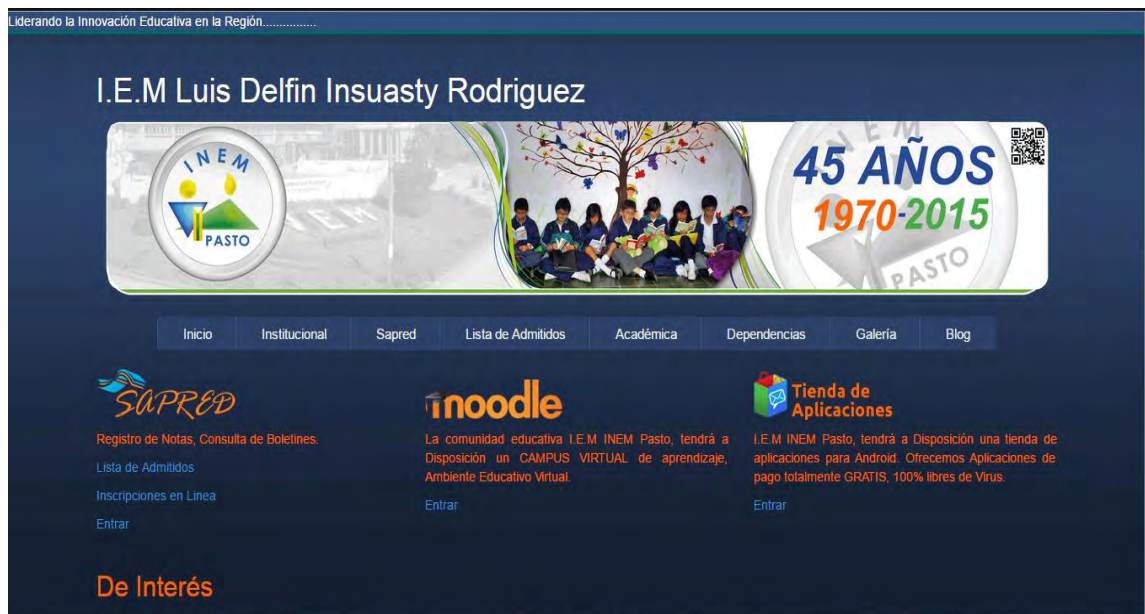 Liderando la Innovación Educativa en la Región................
I.E.M Luis Delfin Insuasty Rodriguez
INEM
PASTO
INEM
45 AÑOS
1970-2015
PASTO
Inicio Institucional Sapred Lista de Admitidos Académica Dependencias Galería Blog
SAPRED
Registro de Notas, Consulta de Boletines.
Lista de Admitidos
Inscripciones en Linea
Entrar
moodle
La comunidad educativa I.E.M INEM Pasto, tendrá a
Disposición un CAMPUS VIRTUAL de aprendizaje,
Ambiente Educativo Virtual.
Entrar
Tienda de
Aplicaciones
I.E.M INEM Pasto, tendrá a Disposición una tienda de
aplicaciones para Android. Ofrecemos Aplicaciones de
pago totalmente GRATIS, 100% libres de Virus.
Entrar
De Interés